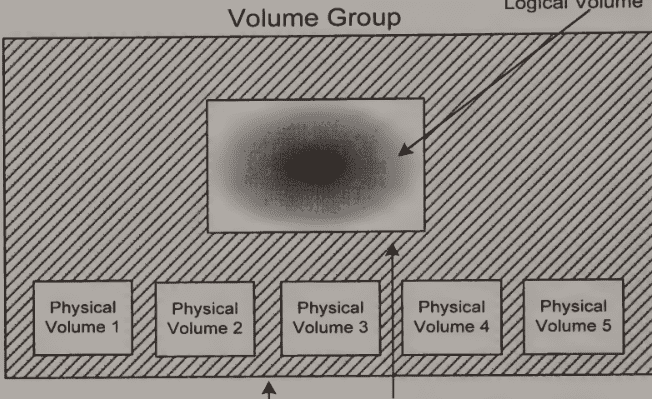 Logical Volume
Volume Group
Physical
Volume 1
Physical
Volume 2
Physical
Volume 3
Physical
Volume 4
Physical
Volume 5